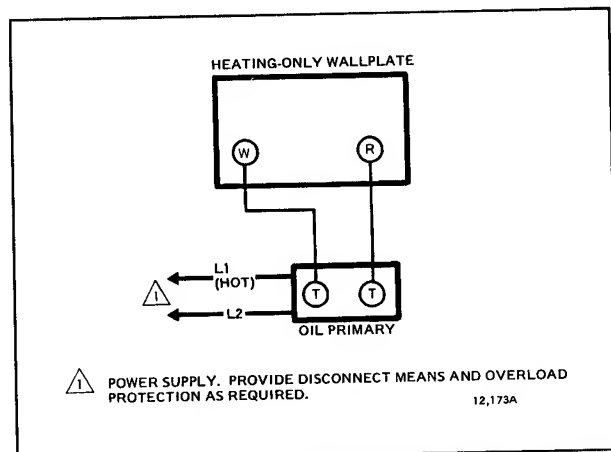 HEATING-ONLY WALLPLATE
W
R
L1
(HOT)
1
L2
T
T
OIL PRIMARY
1 POWER SUPPLY. PROVIDE DISCONNECT MEANS AND OVERLOAD
PROTECTION AS REQUIRED.
12,173A